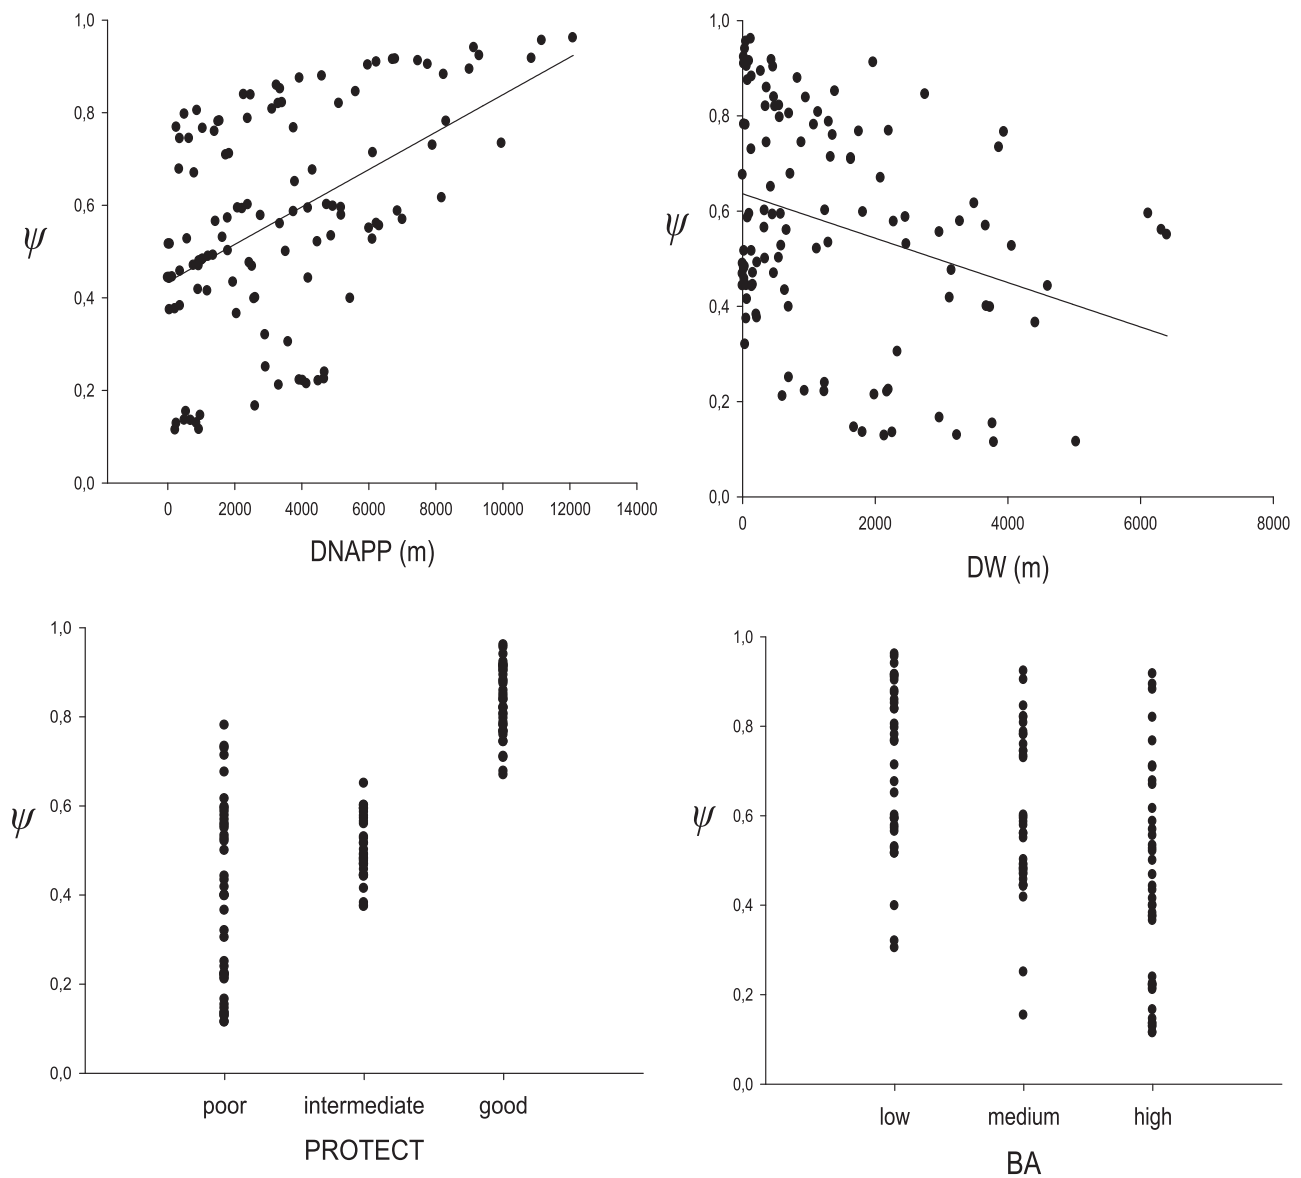 1,0
0,8
0,6
ψ
0,4
0,2
0,0
0 2000 4000 6000 8000 10000 12000 14000
DNAPP (m)
1,0
0,8
0,6
ψ
0,4
0,2
0,0
0 2000 4000 6000 8000
DW (m)
1,0
0,8
0,6
ψ
0,4
0,2
0,0
poor intermediate good
PROTECT
1,0
0,8
0,6
ψ
0,4
0,2
0,0
low medium high
BA